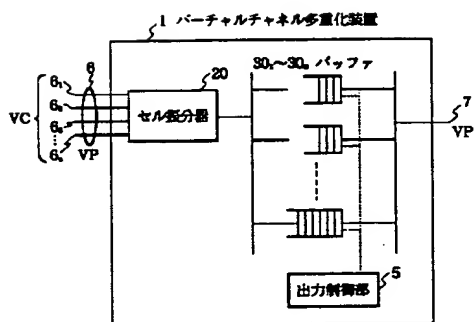 1 バーチャルチャネル多重化装置
20
30₁~30ₙ バッファ
6
6₁
6₂
6₃
6ₙ
VC
VP
セル振分器
7
VP
5
出力制御部